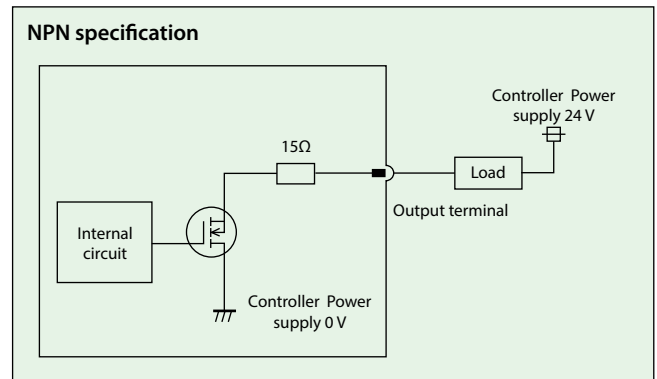 NPN specification
Controller Power
supply 24 V
15Ω
Load
Output terminal
Internal
circuit
Controller Power
supply 0 V